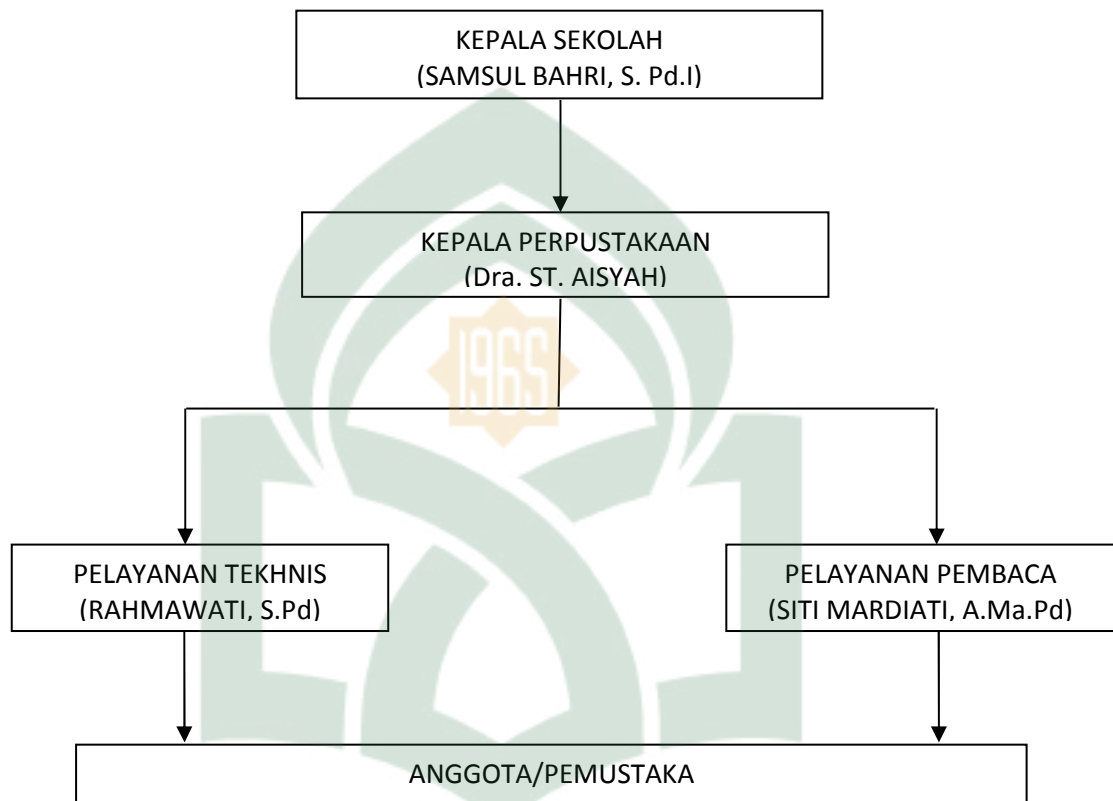 KEPALA SEKOLAH
(SAMSUL BAHRI, S. Pd.I)
KEPALA PERPUSTAKAAN
(Dra. ST. AISYAH)
1965
PELAYANAN TEKHNIS
(RAHMAWATI, S.Pd)
PELAYANAN PEMBACA
(SITI MARDIATI, A.Ma.Pd)
ANGGOTA/PEMUSTAKA